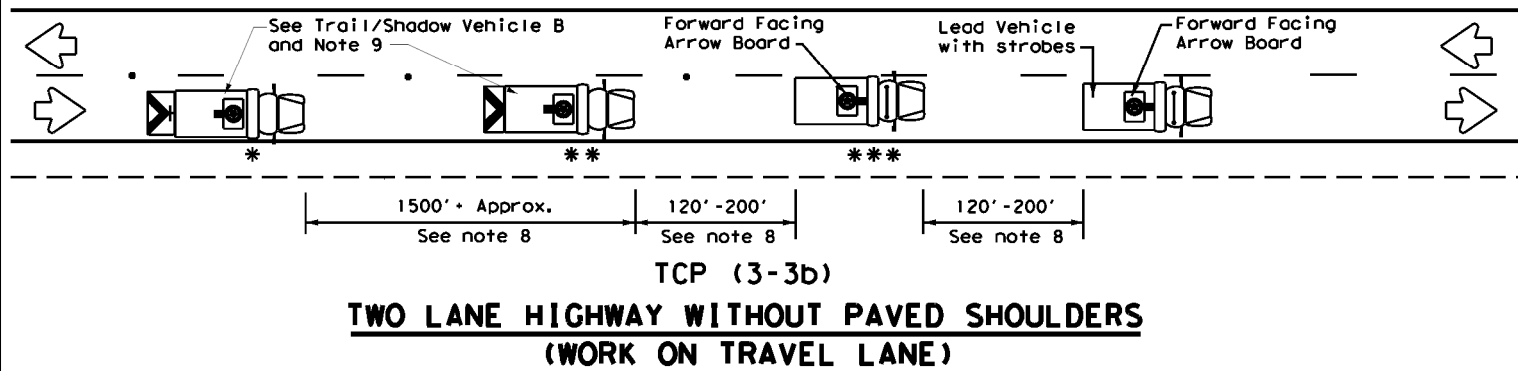 See Trail/Shadow Vehicle B
and Note 9
Forward Facing
Arrow Board
Lead Vehicle
with strobes
Forward Facing
Arrow Board
*
**
***
1500'+ Approx.
See note 8
120'-200'
See note 8
120'-200'
See note 8
TCP (3-3b)
TWO LANE HIGHWAY WITHOUT PAVED SHOULDERS
(WORK ON TRAVEL LANE)